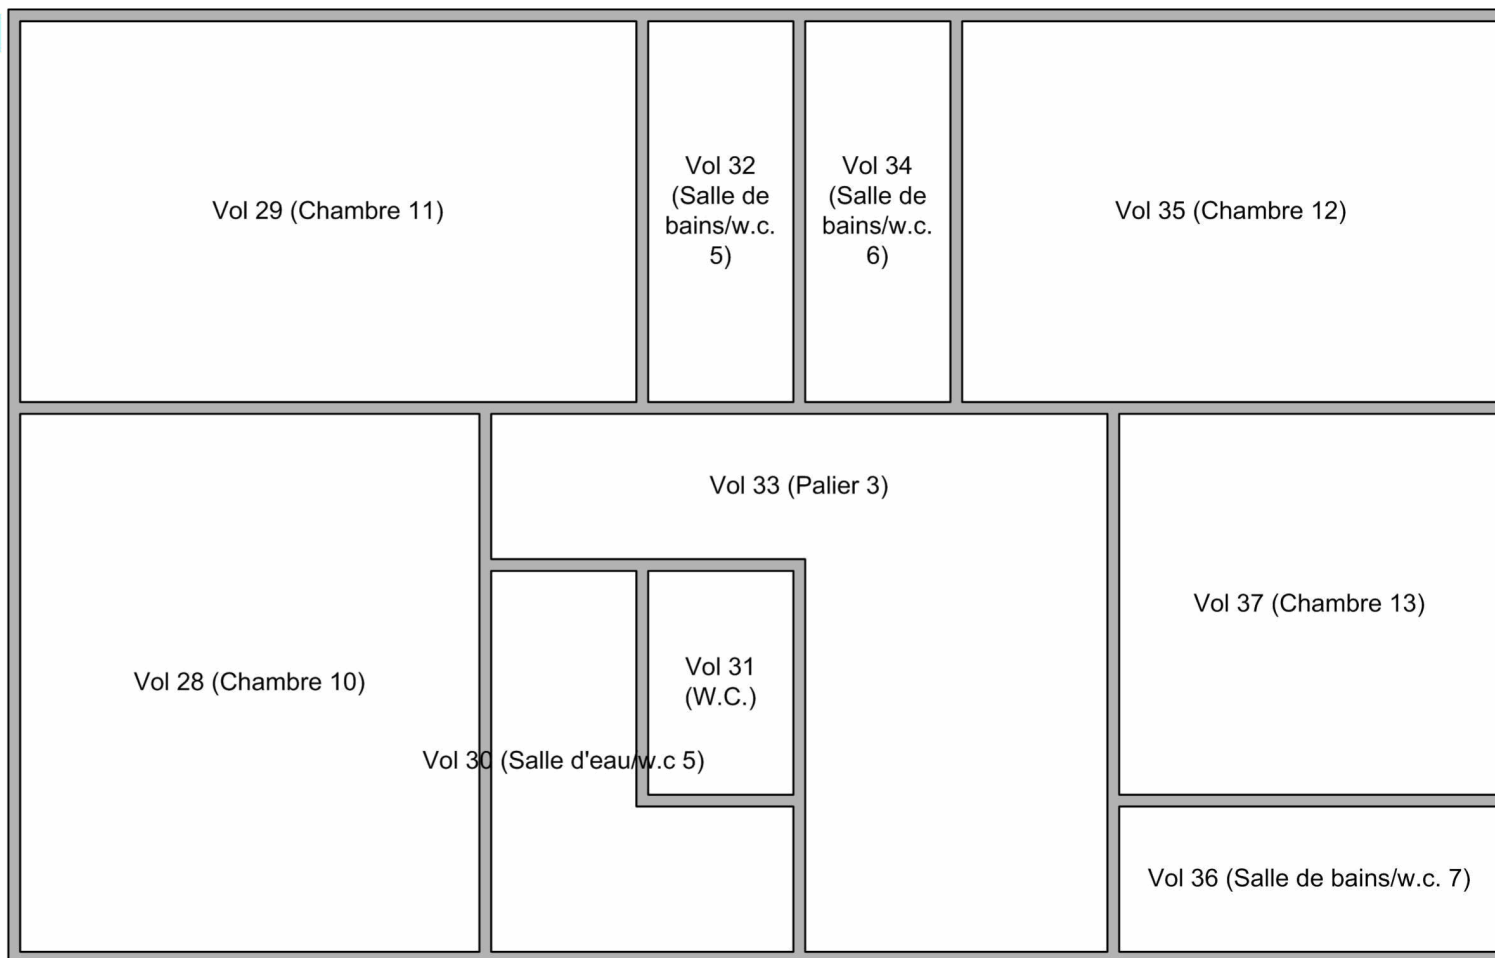 Vol 29 (Chambre 11)
Vol 32
(Salle de
bains/w.c.
5)
Vol 34
(Salle de
bains/w.c.
6)
Vol 35 (Chambre 12)
Vol 33 (Palier 3)
Vol 37 (Chambre 13)
Vol 28 (Chambre 10)
Vol 31
(W.C.)
Vol 30 (Salle d'eau/w.c 5)
Vol 36 (Salle de bains/w.c. 7)